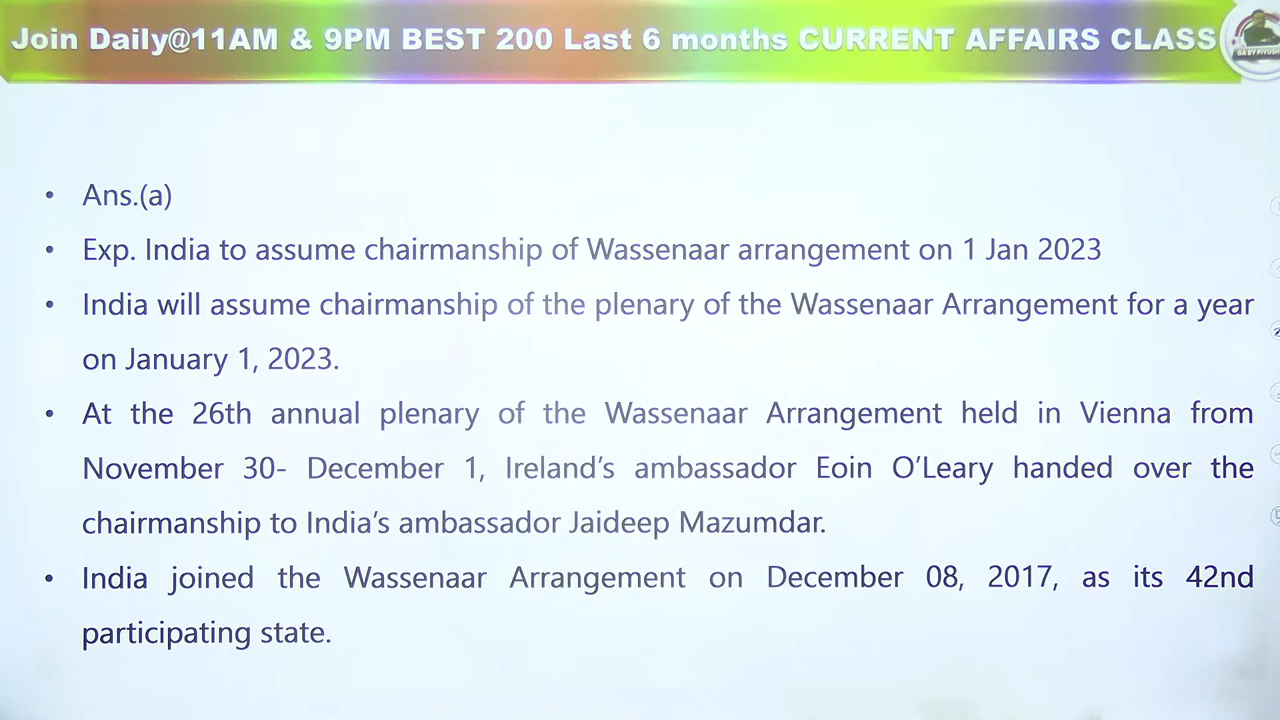 Join Daily@11AM & 9PM BEST 200 Last 6 months CURRENT AFFAIRS CLASS
GA BY PIYUSH
• Ans.(a)
• Exp. India to assume chairmanship of Wassenaar arrangement on 1 Jan 2023
• India will assume chairmanship of the plenary of the Wassenaar Arrangement for a year
on January 1, 2023.
• At the 26th annual plenary of the Wassenaar Arrangement held in Vienna from
November 30- December 1, Ireland’s ambassador Eoin O’Leary handed over the
chairmanship to India’s ambassador Jaideep Mazumdar.
• India joined the Wassenaar Arrangement on December 08, 2017, as its 42nd
participating state.